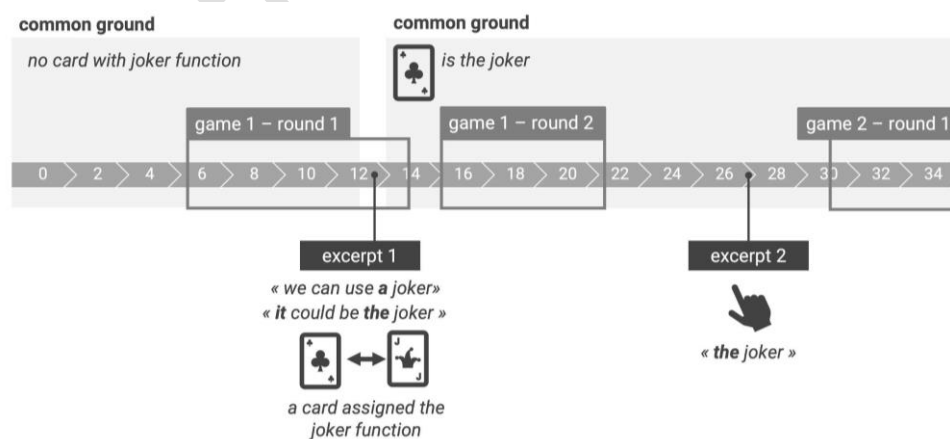 common ground
no card with joker function
common ground
is the joker
game 1 – round 1
game 1 – round 2
game 2 – round 1
0 2 4 6 8 10 12 14 16 18 20 22 24 26 28 30 32 34
excerpt 1
« we can use a joker»
« it could be the joker »
J
J
a card assigned the
joker function
excerpt 2
« the joker »